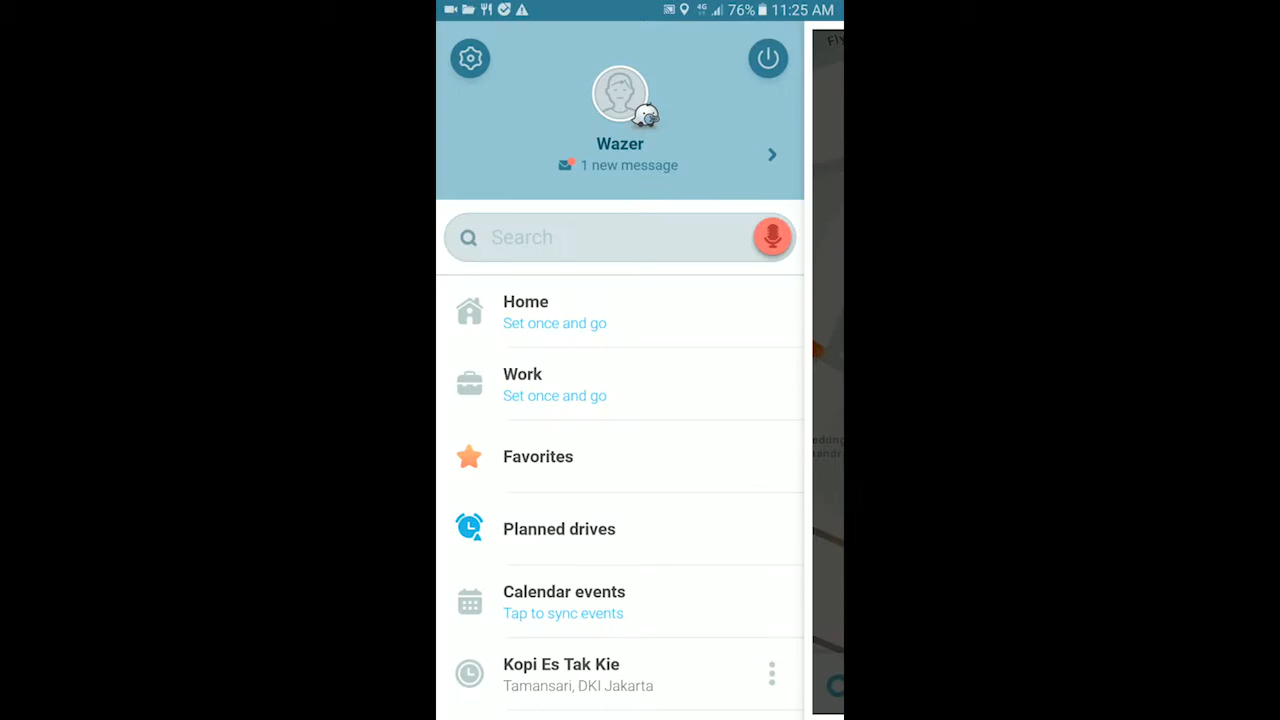 4G 76% 11:25 AM
Wazer
1 new message
Search
Home
Set once and go
Work
Set once and go
Favorites
Planned drives
Calendar events
Tap to sync events
Kopi Es Tak Kie
Tamansari, DKI Jakarta